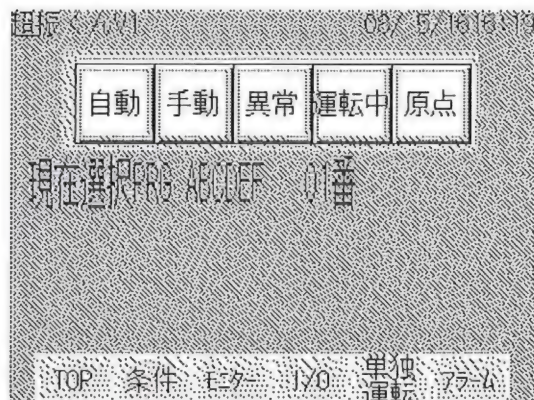 自動 手動 異常 運転中 原点
現在選択PRG ABCDEF 01番
TOP 条件 モニター I/O 単独運転 アラーム